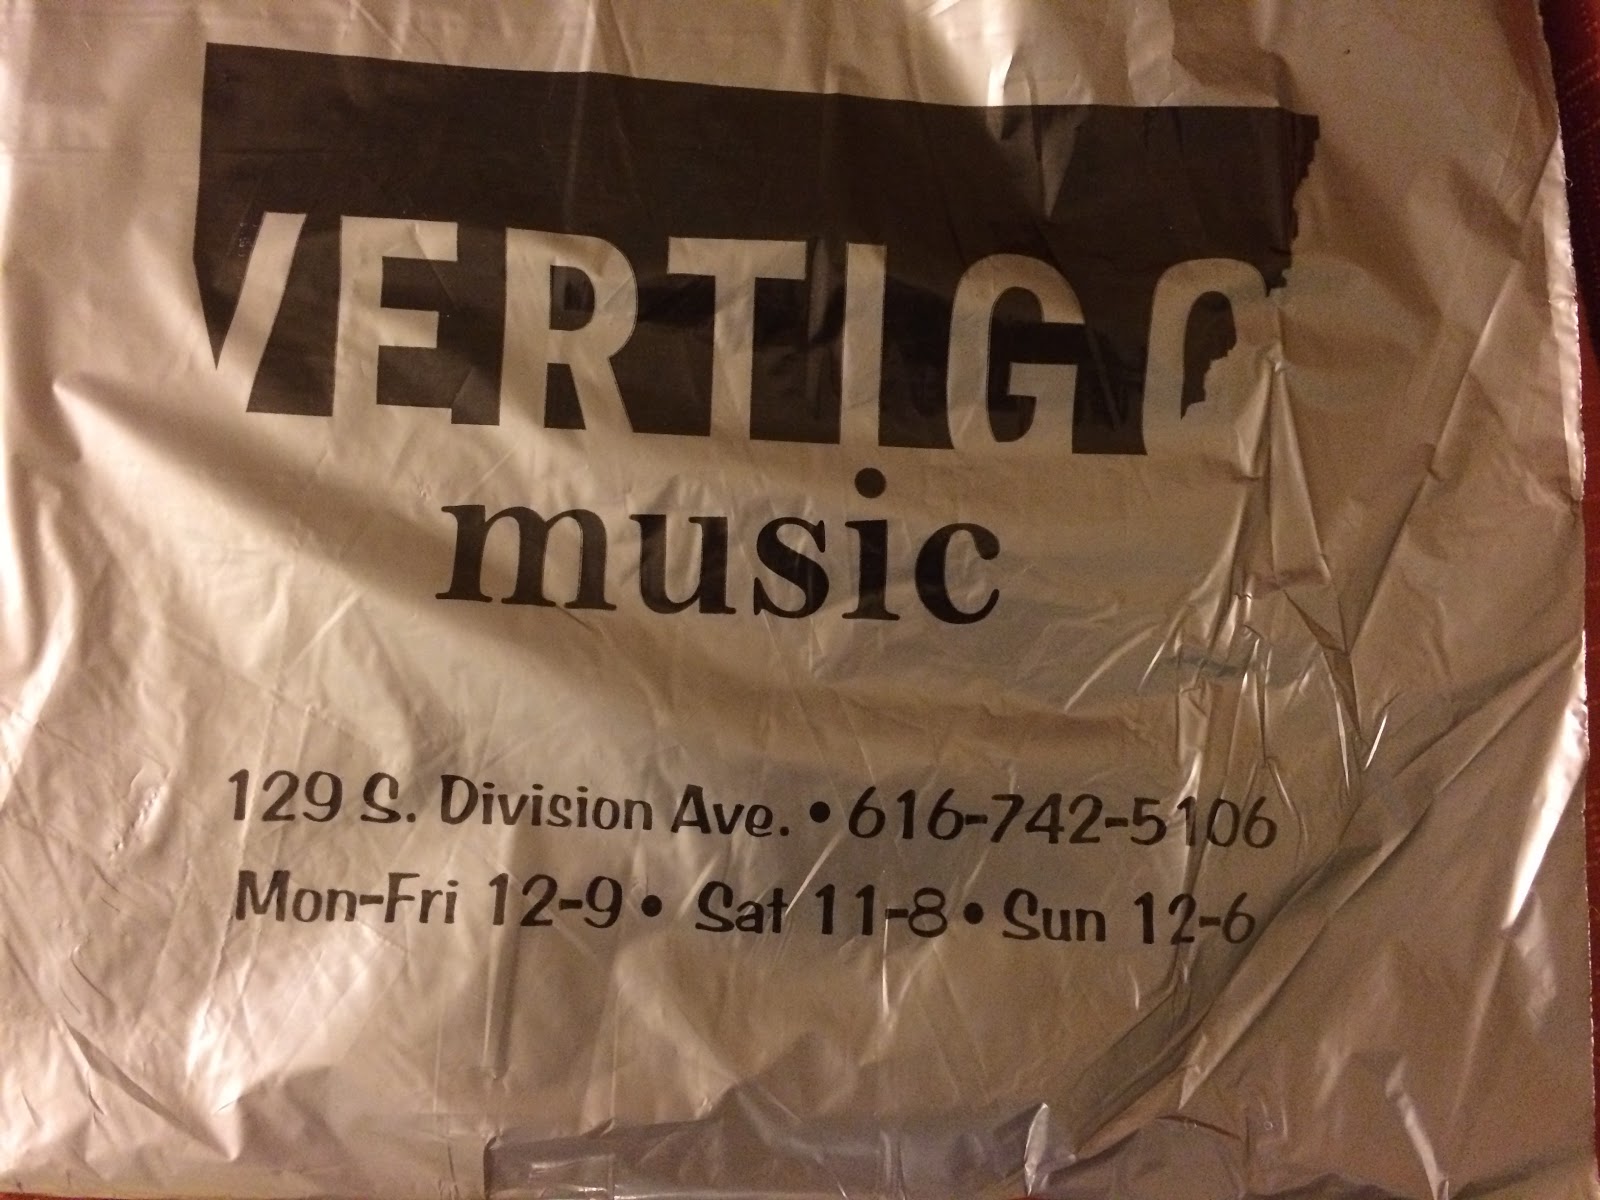 VERTIGO
music
129 S. Division Ave. • 616-742-5106
Mon-Fri 12-9 • Sat 11-8 • Sun 12-6